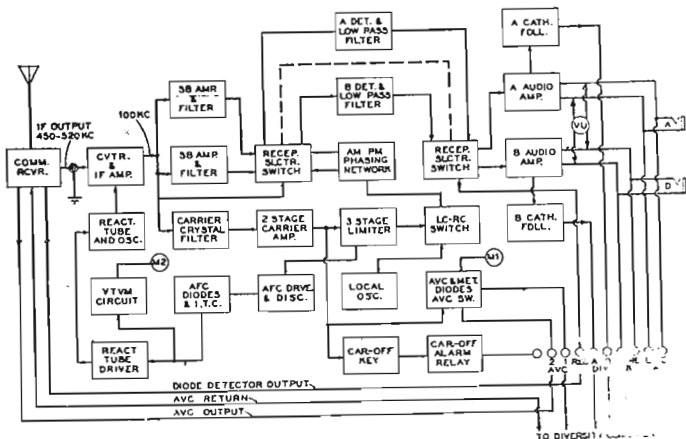 A DET. &
LOW PASS
FILTER
A CATH.
FOLL.
SB AMP.
& FILTER
B DET. &
LOW PASS
FILTER
A AUDIO
AMP.
IF OUTPUT
450-520KC
100KC
VU
A
COMM.
RCVR.
CVTR.
&
IF AMP.
SB AMP.
& FILTER
RECEP.
SLCTR.
SWITCH
AM PM
PHASING
NETWORK
RECEP.
SLCTR.
SWITCH
B AUDIO
AMP.
REACT.
TUBE
AND OSC.
CARRIER
CRYSTAL
FILTER
2 STAGE
CARRIER
AMP.
3 STAGE
LIMITER
LC-RC
SWITCH
B CATH.
FOLL.
M2
M1
VTVM
CIRCUIT
AFC
DIODES
& I.T.C.
AFC DRVR.
& DISC.
LOCAL
OSC.
AVC & MET.
DIODES
AVC SW.
REACT
TUBE
DRIVER
CAR-OFF
KEY
CAR-OFF
ALARM
RELAY
2 1
AVC
A
DIV
DIODE DETECTOR OUTPUT
AVC RETURN
AVC OUTPUT
TO DIVERSITY